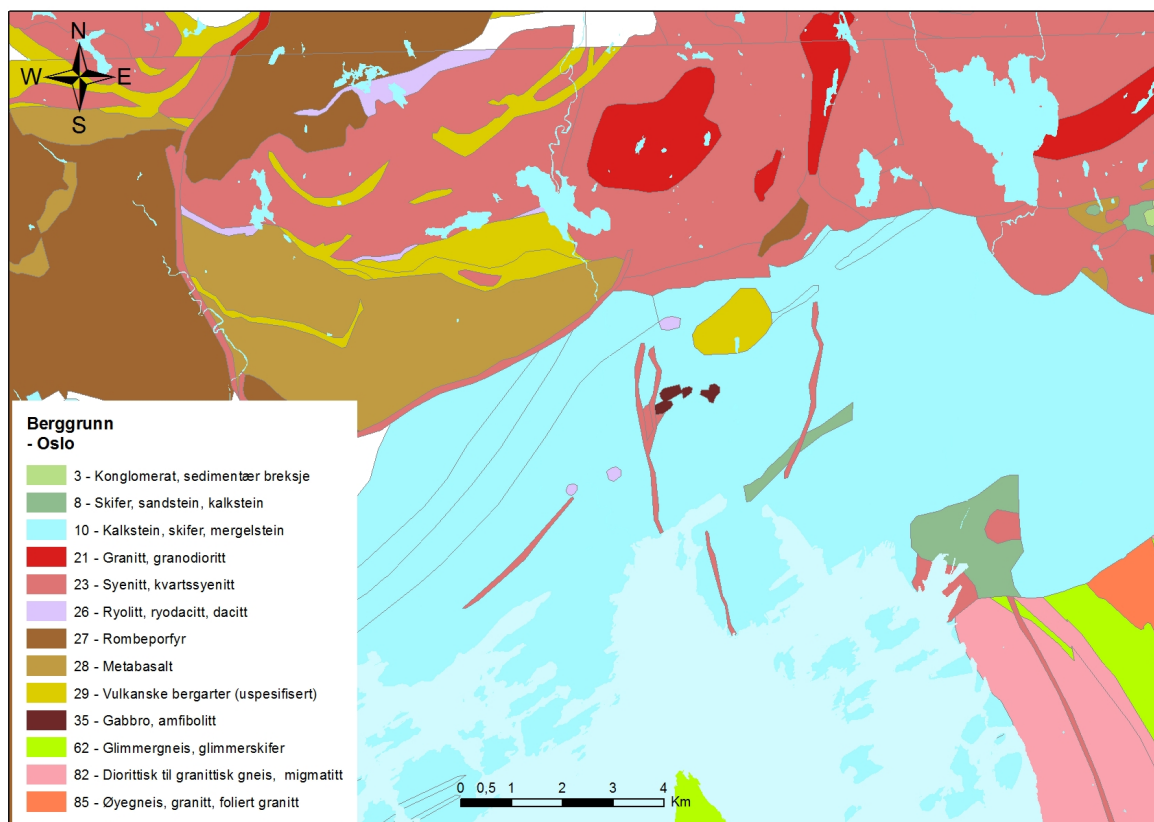 N
W E
S
Berggrunn
- Oslo
3 - Konglomerat, sedimentær breksje
8 - Skifer, sandstein, kalkstein
10 - Kalkstein, skifer, mergelstein
21 - Granitt, granodioritt
23 - Syenitt, kvartssyenitt
26 - Ryolitt, ryodacitt, dacitt
27 - Rombeporfyr
28 - Metabasalt
29 - Vulkanske bergarter (uspesifisert)
35 - Gabbro, amfibolitt
62 - Glimmergneis, glimmerskifer
82 - Diorittisk til granittisk gneis, migmatitt
85 - Øyegneis, granitt, foliert granitt
0 0,5 1 2 3 4
Km